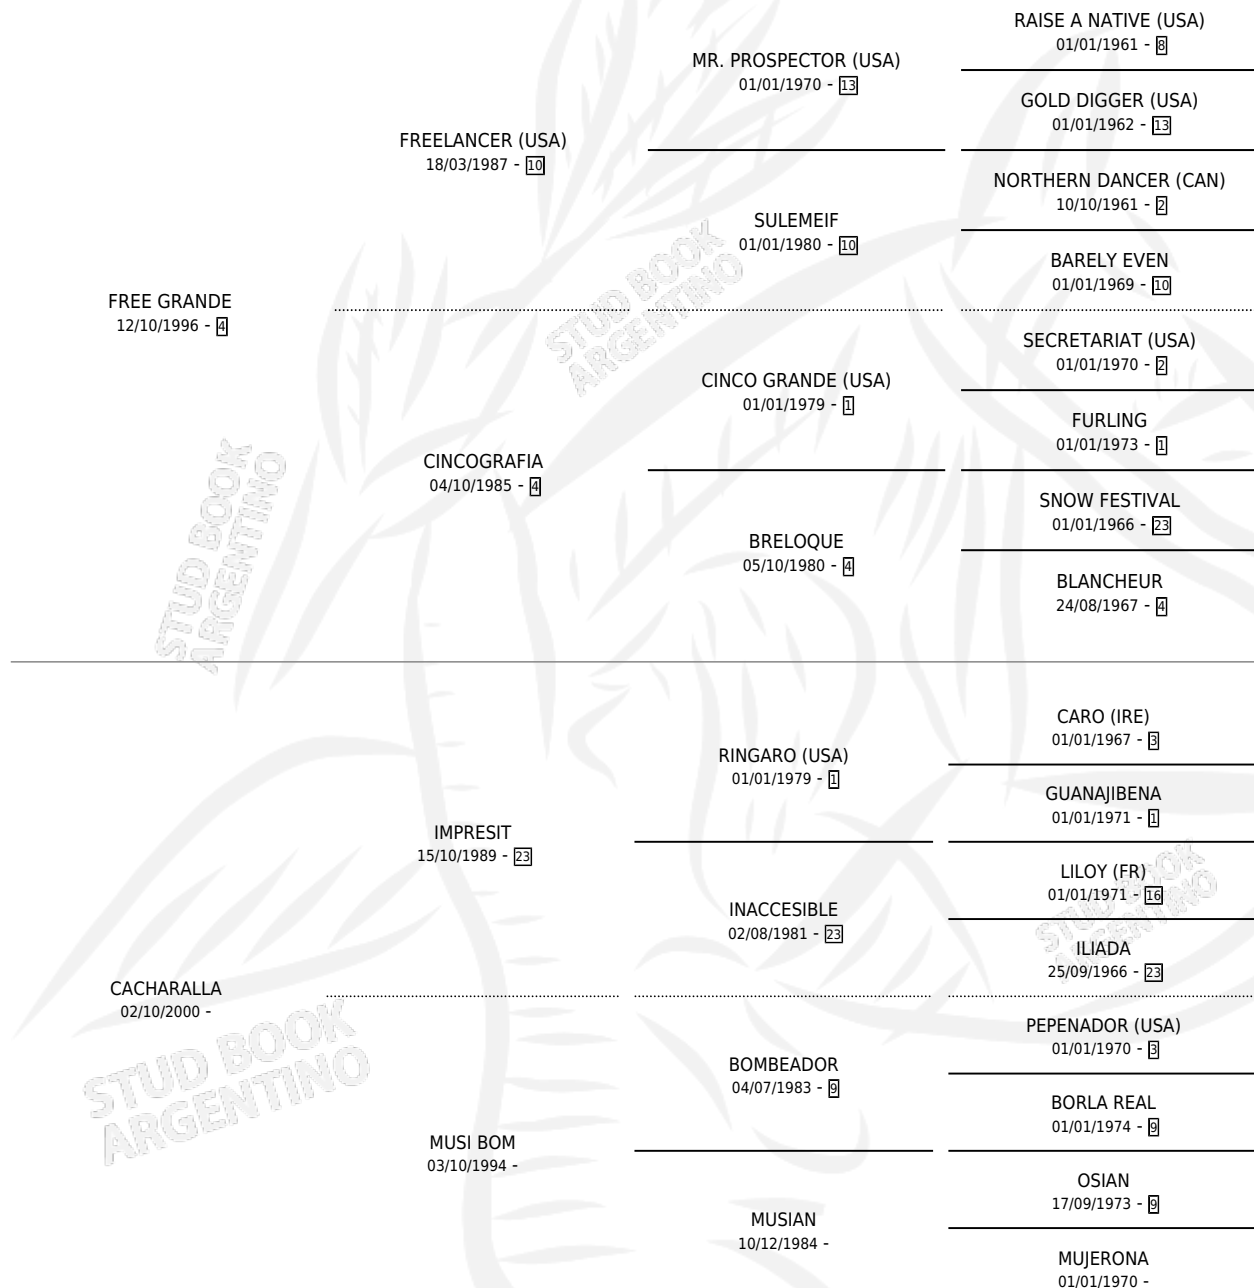 RAISE A NATIVE (USA)
01/01/1961 - 8
MR. PROSPECTOR (USA)
01/01/1970 - 13
GOLD DIGGER (USA)
01/01/1962 - 13
FREELANCER (USA)
18/03/1987 - 10
NORTHERN DANCER (CAN)
10/10/1961 - 2
SULEMEIF
01/01/1980 - 10
BARELY EVEN
01/01/1969 - 10
FREE GRANDE
12/10/1996 - 4
SECRETARIAT (USA)
01/01/1970 - 2
CINCO GRANDE (USA)
01/01/1979 - 1
FURLING
01/01/1973 - 1
CINCOGRAFIA
04/10/1985 - 4
SNOW FESTIVAL
01/01/1966 - 23
BRELOQUE
05/10/1980 - 4
BLANCHEUR
24/08/1967 - 4
CARO (IRE)
01/01/1967 - 3
RINGARO (USA)
01/01/1979 - 1
GUANAJIBENA
01/01/1971 - 1
IMPRESIT
15/10/1989 - 23
LILOY (FR)
01/01/1971 - 16
INACCESIBLE
02/08/1981 - 23
ILIADA
25/09/1966 - 23
CACHARALLA
02/10/2000 -
PEPENADOR (USA)
01/01/1970 - 3
BOMBEADOR
04/07/1983 - 9
BORLA REAL
01/01/1974 - 9
MUSI BOM
03/10/1994 -
OSIAN
17/09/1973 - 9
MUSIAN
10/12/1984 -
MUJERONA
01/01/1970 -
STUD BOOK
ARGENTINO
STUD BOOK
ARGENTINO
STUD BOOK
ARGENTINO
STUD BOOK
ARGENTINO